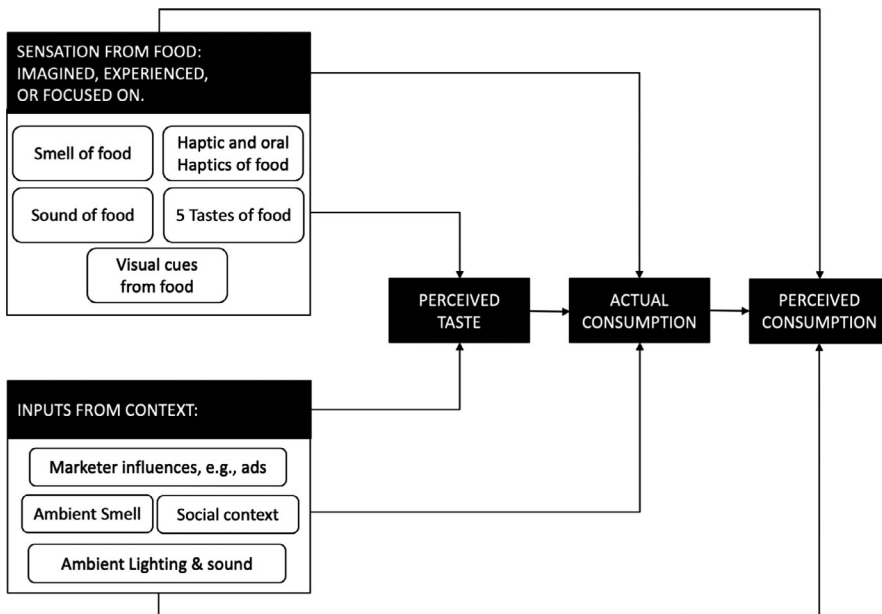 SENSATION FROM FOOD:
IMAGINED, EXPERIENCED,
OR FOCUSED ON.
Smell of food
Haptic and oral
Haptics of food
Sound of food
5 Tastes of food
Visual cues
from food
PERCEIVED
TASTE
ACTUAL
CONSUMPTION
PERCEIVED
CONSUMPTION
INPUTS FROM CONTEXT:
Marketer influences, e.g., ads
Ambient Smell
Social context
Ambient Lighting & sound